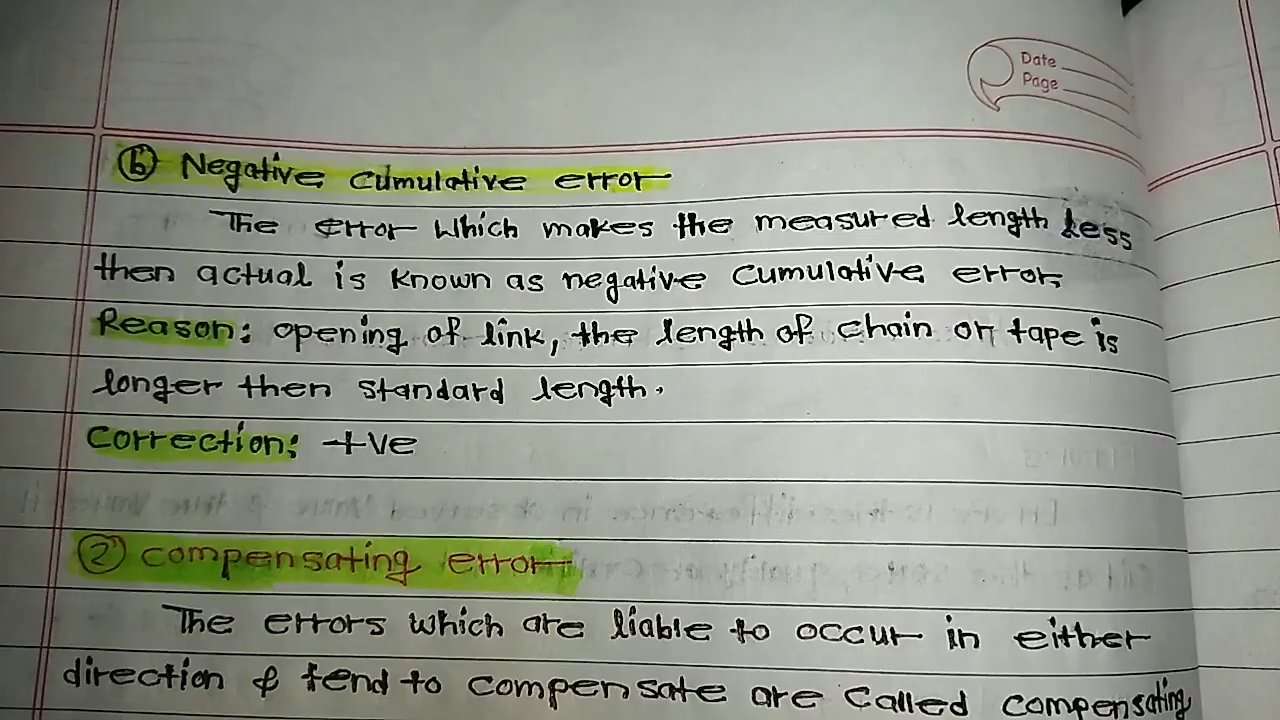 Date
Page
(b) Negative cumulative error
The error which makes the measured length less
then actual is known as negative cumulative error.
Reason: opening of link, the length of chain or tape is
longer then standard length.
Correction: +ve
(2) compensating error
The errors which are liable to occur in either
direction & tend to compensate are called compensating